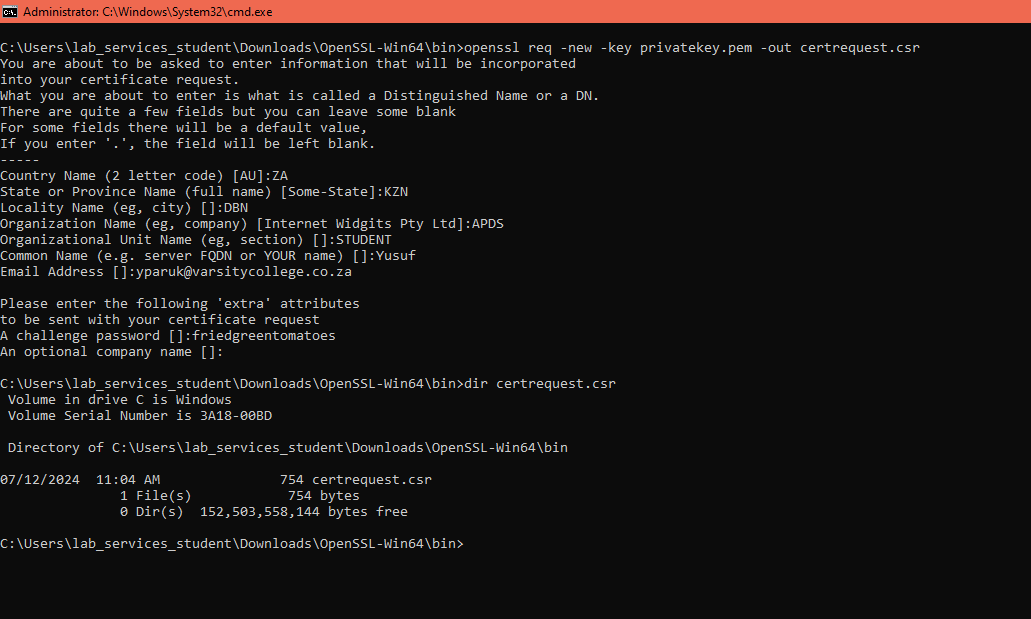 Administrator: C:\Windows\System32\cmd.exe
C:\Users\lab_services_student\Downloads\OpenSSL-Win64\bin>openssl req -new -key privatekey.pem -out certrequest.csr
You are about to be asked to enter information that will be incorporated
into your certificate request.
What you are about to enter is what is called a Distinguished Name or a DN.
There are quite a few fields but you can leave some blank
For some fields there will be a default value,
If you enter '.', the field will be left blank.
-----
Country Name (2 letter code) [AU]:ZA
State or Province Name (full name) [Some-State]:KZN
Locality Name (eg, city) []:DBN
Organization Name (eg, company) [Internet Widgits Pty Ltd]:APDS
Organizational Unit Name (eg, section) []:STUDENT
Common Name (e.g. server FQDN or YOUR name) []:Yusuf
Email Address []:yparuk@varsitycollege.co.za
Please enter the following 'extra' attributes
to be sent with your certificate request
A challenge password []:friedgreentomatoes
An optional company name []:
C:\Users\lab_services_student\Downloads\OpenSSL-Win64\bin>dir certrequest.csr
Volume in drive C is Windows
Volume Serial Number is 3A18-00BD
Directory of C:\Users\lab_services_student\Downloads\OpenSSL-Win64\bin
07/12/2024  11:04 AM               754 certrequest.csr
1 File(s)            754 bytes
0 Dir(s)  152,503,558,144 bytes free
C:\Users\lab_services_student\Downloads\OpenSSL-Win64\bin>